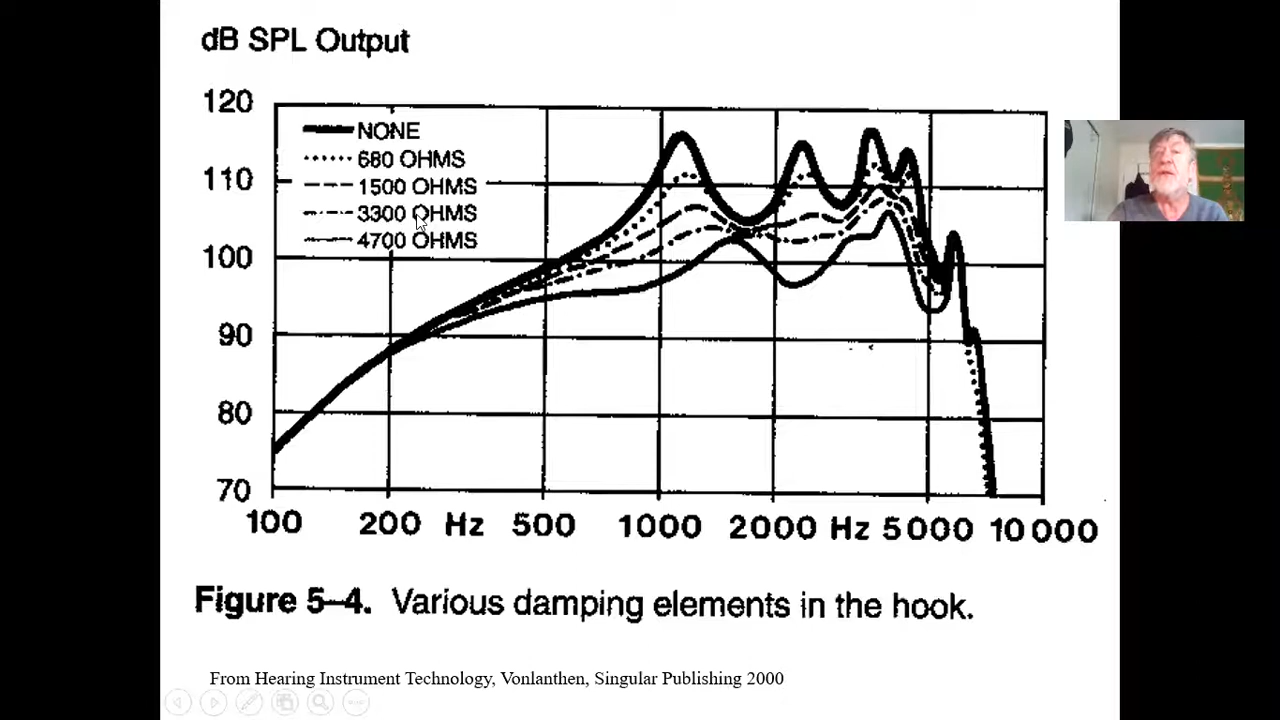 dB SPL Output
120
110
100
90
80
70
NONE
680 OHMS
1500 OHMS
3300 OHMS
4700 OHMS
100 200 Hz 500 1000 2000 Hz 5000 10000
Figure 5–4. Various damping elements in the hook.
From Hearing Instrument Technology, Vonlanthen, Singular Publishing 2000